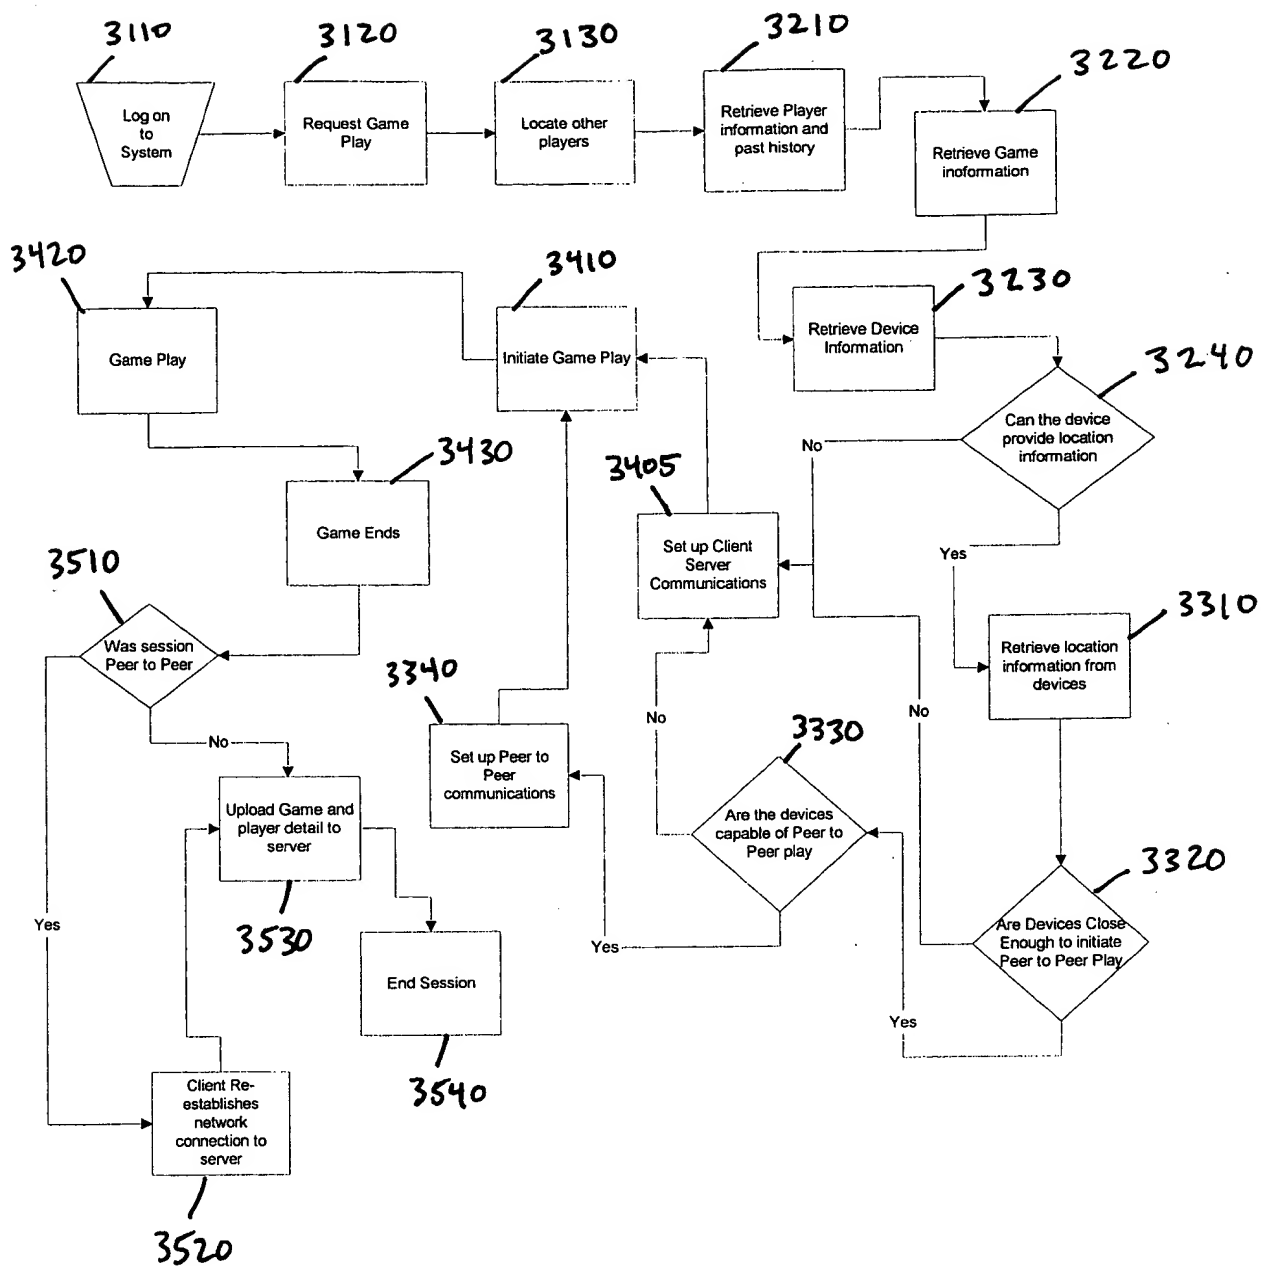 3110
3120
3130
3210
3220
Log on
to
System
Request Game
Play
Locate other
players
Retrieve Player
information and
past history
Retrieve Game
inoformation
3420
3410
3230
Game Play
Initiate Game Play
Retrieve Device
Information
3240
Can the device
provide location
information
No
Yes
3430
Game Ends
3405
Set up Client
Server
Communications
3510
Was session
Peer to Peer
No
Yes
3310
Retrieve location
information from
devices
3340
Set up Peer to
Peer
communications
No
No
3330
Are the devices
capable of Peer to
Peer play
Yes
3320
Are Devices Close
Enough to initiate
Peer to Peer Play
Yes
Upload Game and
player detail to
server
3530
End Session
3540
Client Re-
establishes
network
connection to
server
3520